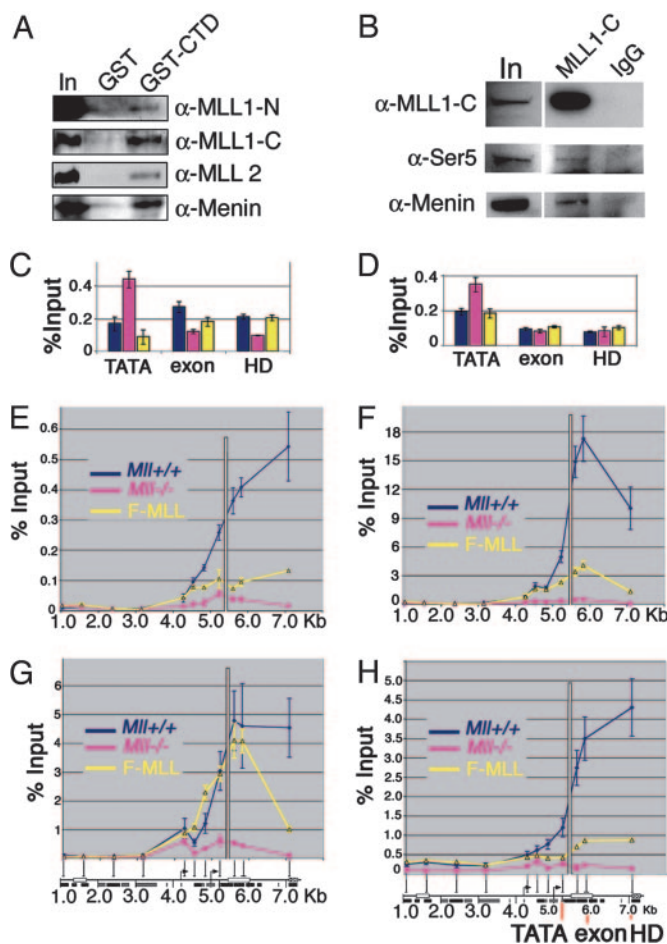 A
In GST GST-CTD
α-MLL1-N
α-MLL1-C
α-MLL 2
α-Menin
B
In MLL1-C IgG
α-MLL1-C
α-Ser5
α-Menin
C
%Input
0.4
0.2
0
TATA exon HD
D
%Input
0.4
0.2
0
TATA exon HD
E
% Input
0.6
0.5
0.4
0.3
0.2
0.1
0
Mll+/+
Mll-/-
F-MLL
1.0 2.0 3.0 4.0 5.0 6.0 7.0 Kb
F
% Input
18
15
12
9
6
3
0
Mll+/+
Mll-/-
F-MLL
1.0 2.0 3.0 4.0 5.0 6.0 7.0 Kb
G
% Input
6
5
4
3
2
1
Mll+/+
Mll-/-
F-MLL
1.0 2.0 3.0 4.0 5.0 6.0 7.0 Kb
H
% Input
5.0
4.5
4.0
3.5
3.0
2.5
2.0
1.5
1.0
0.5
0
Mll+/+
Mll-/-
F-MLL
1.0 2.0 3.0 4.0 5.0 6.0 7.0 Kb
TATA exon HD